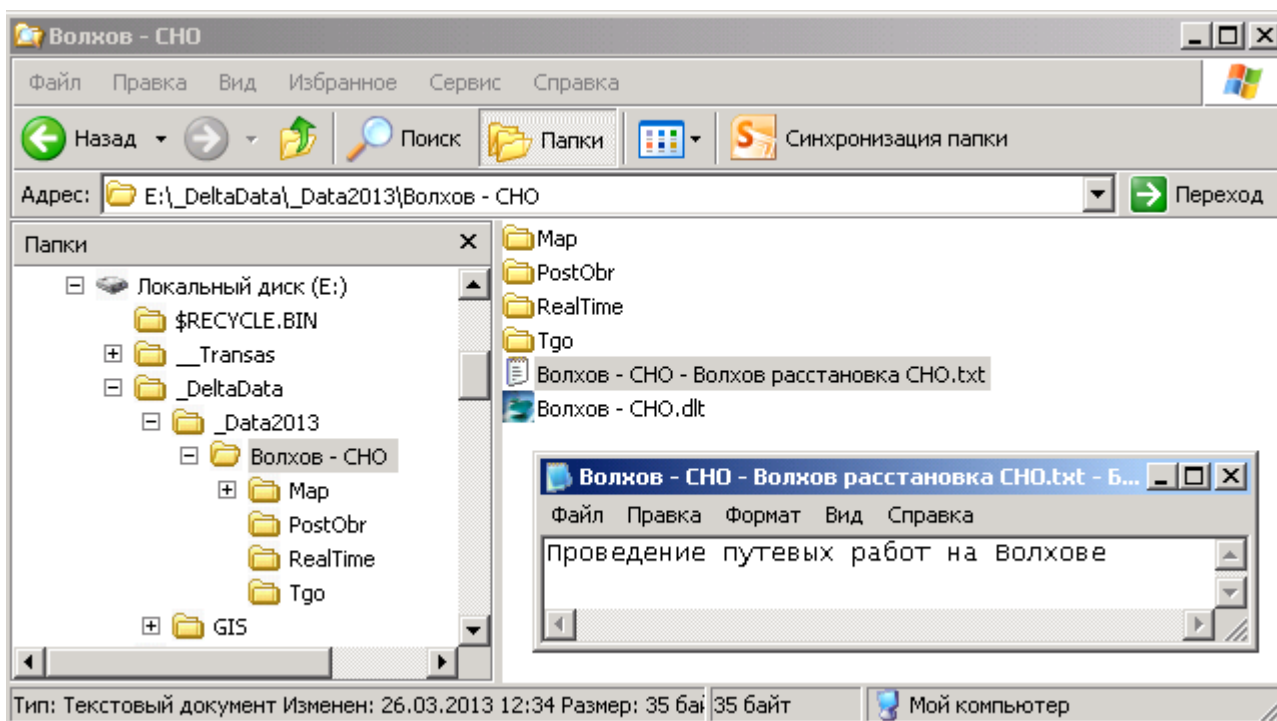 Волхов - СНО
Файл Правка Вид Избранное Сервис Справка
Назад Поиск Папки Синхронизация папки
Адрес: E:\_DeltaData\_Data2013\Волхов - СНО Переход
Папки
Локальный диск (E:)
$RECYCLE.BIN
__Transas
_DeltaData
_Data2013
Волхов - СНО
Map
PostObr
RealTime
Tgo
GIS
Map
PostObr
RealTime
Tgo
Волхов - СНО - Волхов расстановка СНО.txt
Волхов - СНО.dlt
Волхов - СНО - Волхов расстановка СНО.txt - Б...
Файл Правка Формат Вид Справка
Проведение путевых работ на Волхове
Тип: Текстовый документ Изменен: 26.03.2013 12:34 Размер: 35 бай 35 байт Мой компьютер